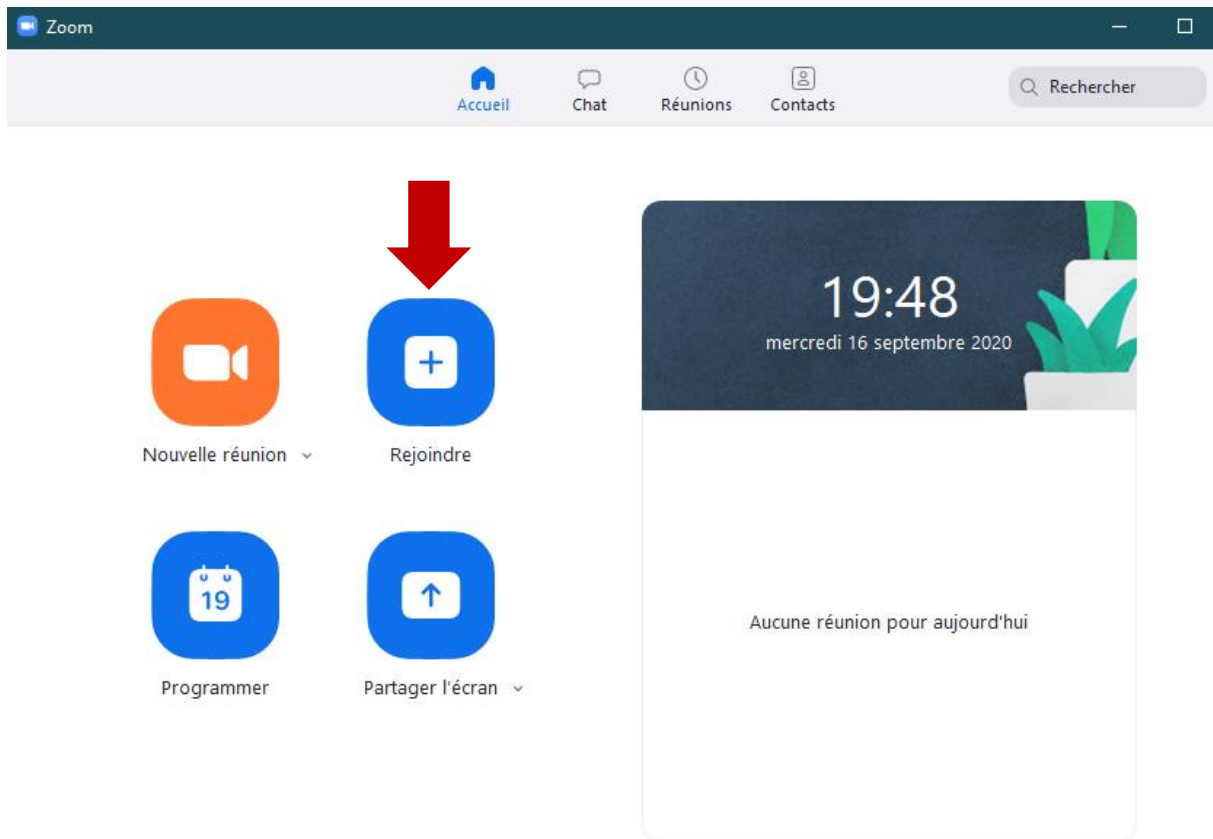 Zoom
Accueil
Chat
Réunions
Contacts
Rechercher
19:48
mercredi 16 septembre 2020
Nouvelle réunion
Rejoindre
19
Programmer
Partager l'écran
Aucune réunion pour aujourd'hui